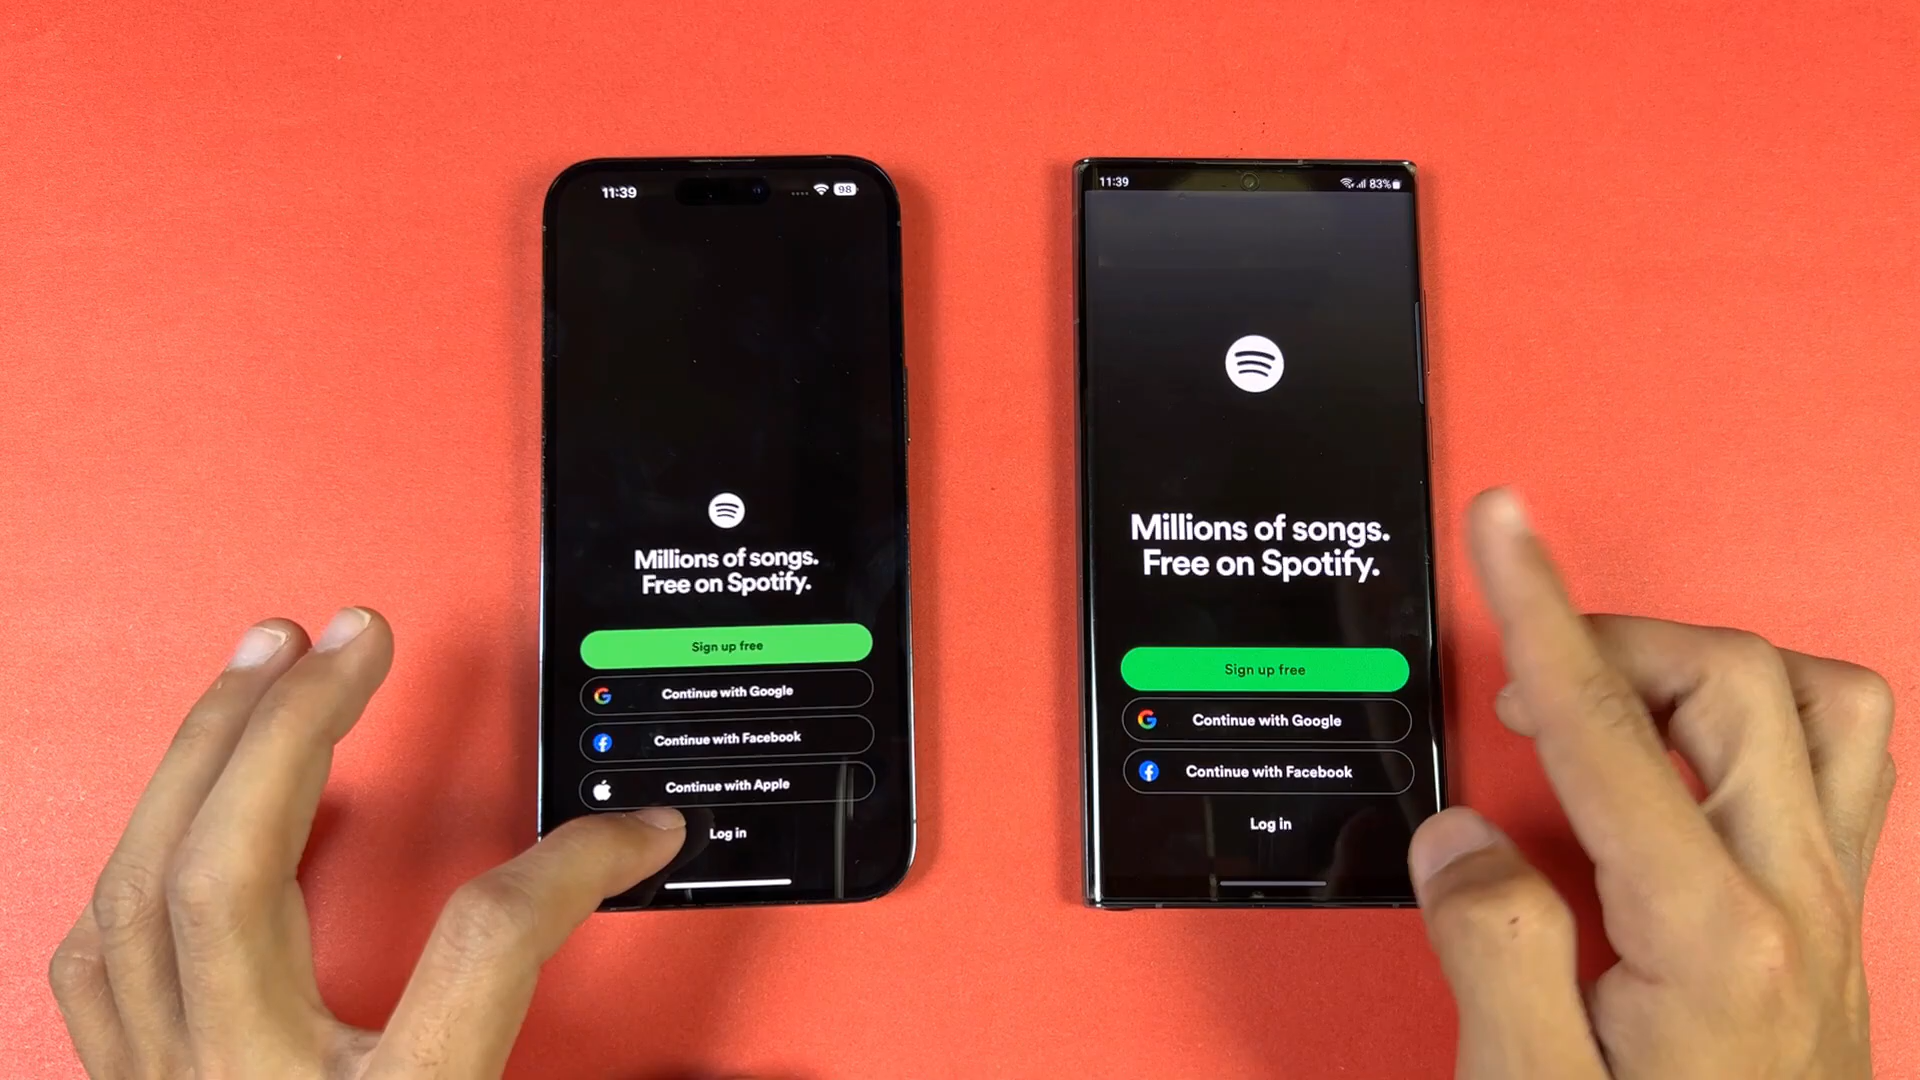 11:39
98
Millions of songs.
Free on Spotify.
Sign up free
Continue with Google
Continue with Facebook
Continue with Apple
Log in
11:39
83%
Millions of songs.
Free on Spotify.
Sign up free
Continue with Google
Continue with Facebook
Log in